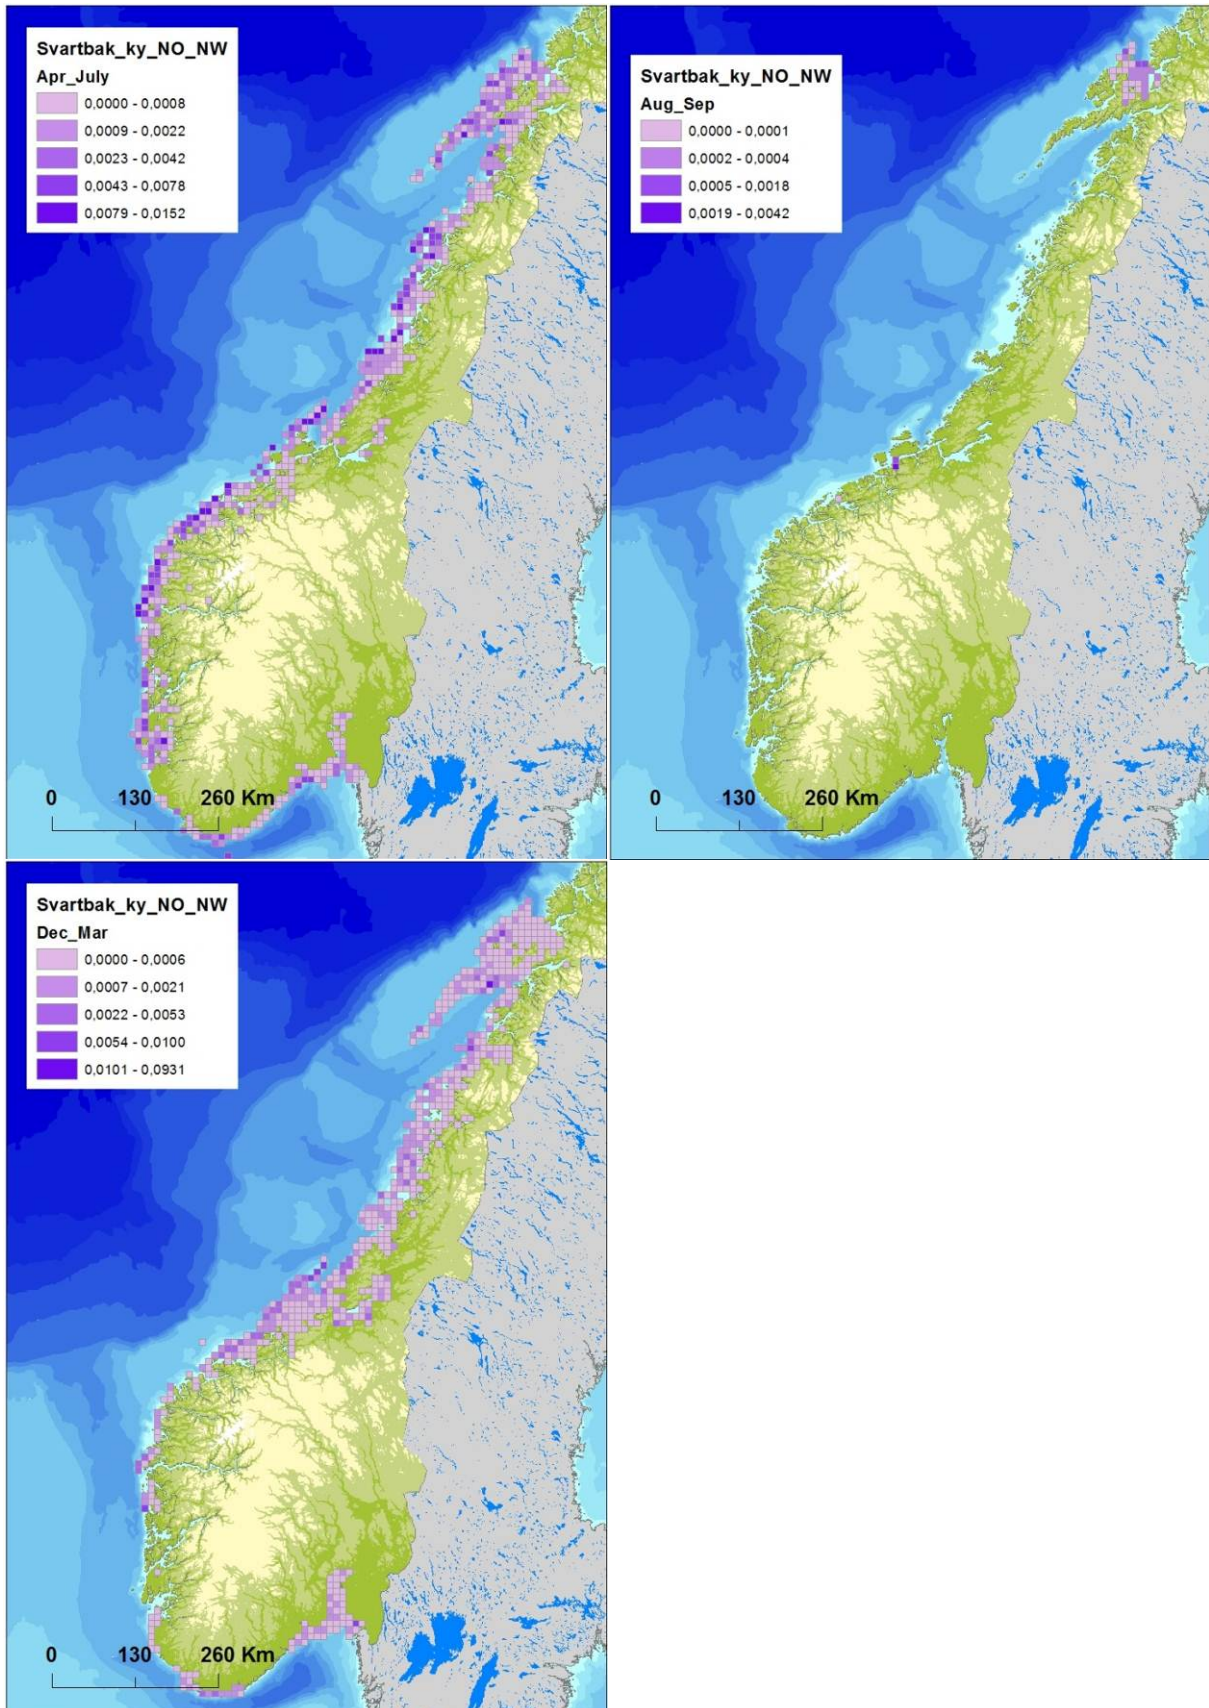 Svartbak_ky_NO_NW
Apr_July
0,0000 - 0,0008
0,0009 - 0,0022
0,0023 - 0,0042
0,0043 - 0,0078
0,0079 - 0,0152
0 130 260 Km
Svartbak_ky_NO_NW
Aug_Sep
0,0000 - 0,0001
0,0002 - 0,0004
0,0005 - 0,0018
0,0019 - 0,0042
0 130 260 Km
Svartbak_ky_NO_NW
Dec_Mar
0,0000 - 0,0006
0,0007 - 0,0021
0,0022 - 0,0053
0,0054 - 0,0100
0,0101 - 0,0931
0 130 260 Km